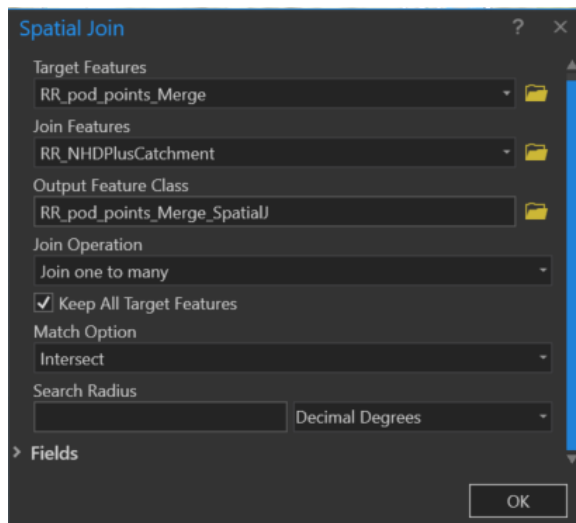 Spatial Join ? ×
Target Features
RR_pod_points_Merge
Join Features
RR_NHDPlusCatchment
Output Feature Class
RR_pod_points_Merge_SpatialJ
Join Operation
Join one to many
Keep All Target Features
Match Option
Intersect
Search Radius
Decimal Degrees
Fields
OK